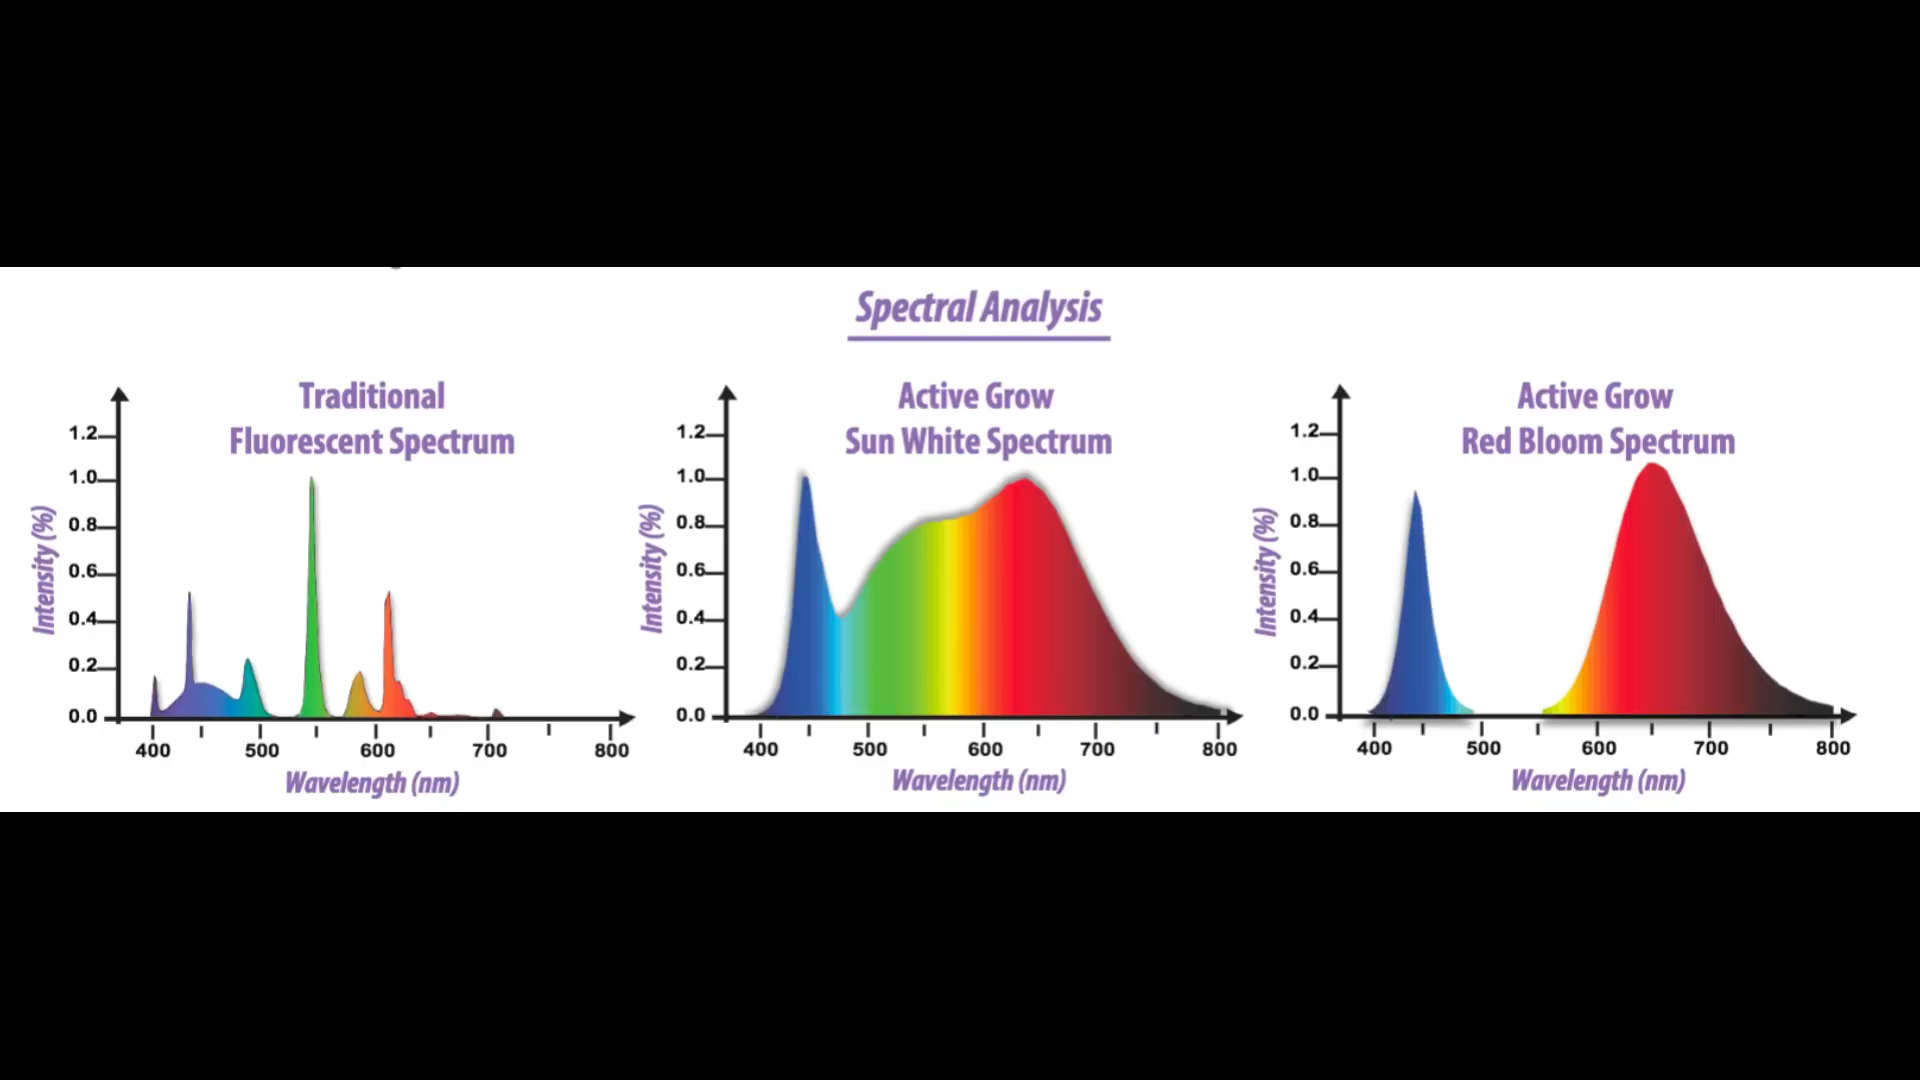 Spectral Analysis
Traditional
Fluorescent Spectrum
1.2
1.0
0.8
0.6
0.4
0.2
0.0
Intensity (%)
400 500 600 700 800
Wavelength (nm)
Active Grow
Sun White Spectrum
1.2
1.0
0.8
0.6
0.4
0.2
0.0
Intensity (%)
400 500 600 700 800
Wavelength (nm)
Active Grow
Red Bloom Spectrum
1.2
1.0
0.8
0.6
0.4
0.2
0.0
Intensity (%)
400 500 600 700 800
Wavelength (nm)